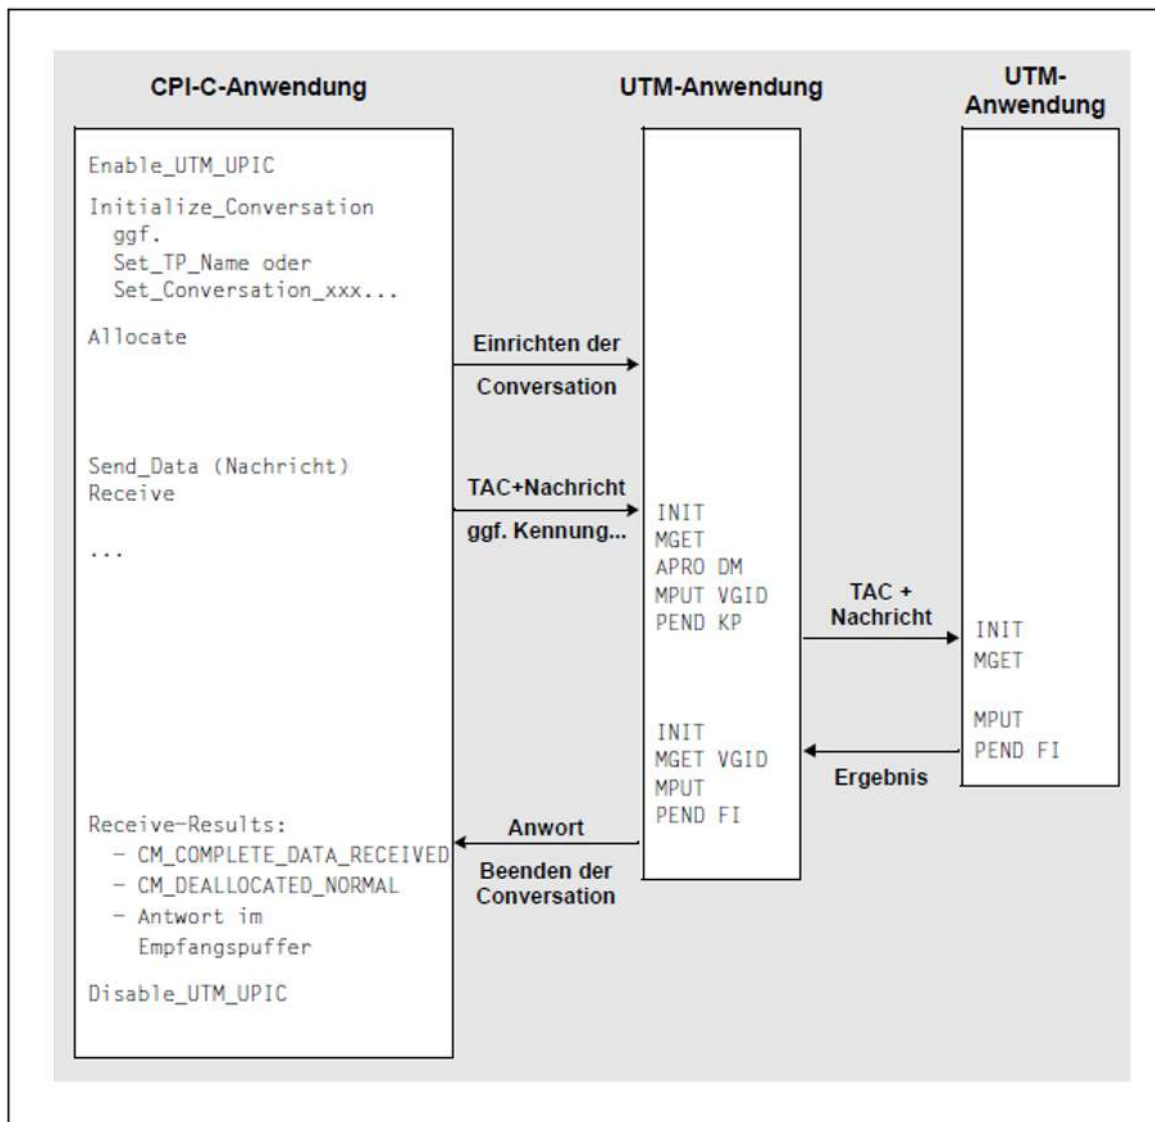 CPI-C-Anwendung
UTM-Anwendung
UTM-
Anwendung
Enable_UTM_UPIC
Initialize_Conversation
ggf.
Set_TP_Name oder
Set_Conversation_xxx...
Allocate
Einrichten der
Conversation
Send_Data (Nachricht)
Receive
...
TAC+Nachricht
ggf. Kennung...
INIT
MGET
APRO DM
MPUT VGID
PEND KP
TAC +
Nachricht
INIT
MGET
MPUT
PEND FI
Ergebnis
INIT
MGET VGID
MPUT
PEND FI
Anwort
Beenden der
Conversation
Receive-Results:
- CM_COMPLETE_DATA_RECEIVED
- CM_DEALLOCATED_NORMAL
- Antwort im
Empfangspuffer
Disable_UTM_UPIC